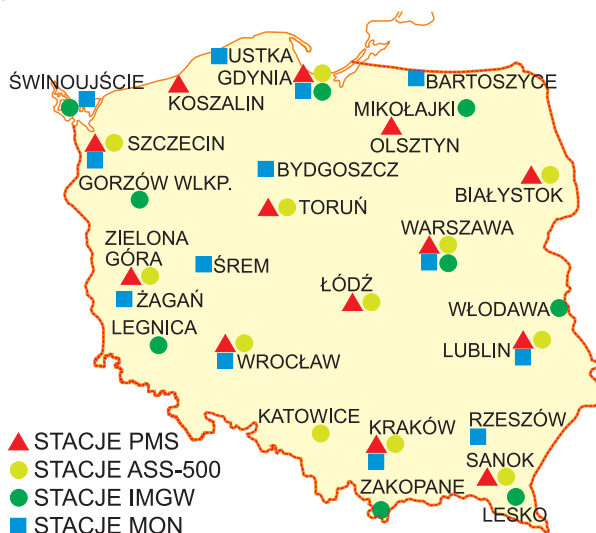 USTKA
GDYNIA
ŚWINOUJŚCIE
KOSZALIN
BARTOSZYCE
MIKOŁAJKI
OLSZTYN
SZCZECIN
BYDGOSZCZ
GORZÓW WLKP.
BIAŁYSTOK
TORUŃ
WARSZAWA
ZIELONA
GÓRA
ŚREM
ŁÓDŹ
ŻAGAŃ
WŁODAWA
LEGNICA
WROCŁAW
LUBLIN
KATOWICE
KRAKÓW
RZESZÓW
SANOK
ZAKOPANE
LESKO
STACJE PMS
STACJE ASS-500
STACJE IMGW
STACJE MON